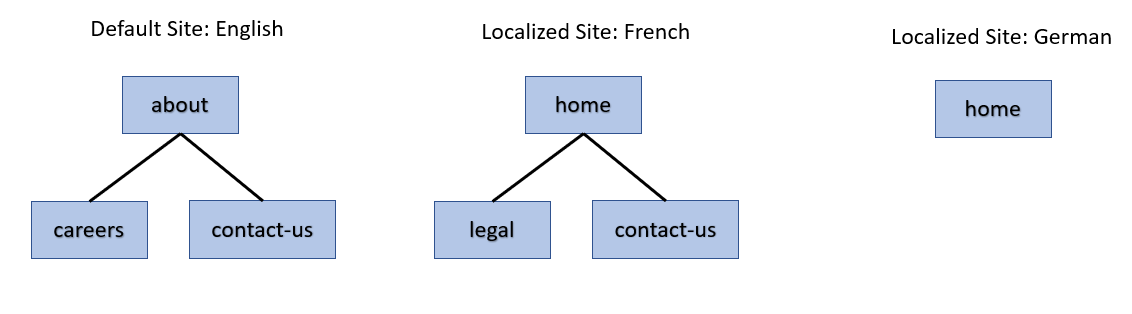 Default Site: English
Localized Site: French
Localized Site: German
about
home
home
careers
contact-us
legal
contact-us